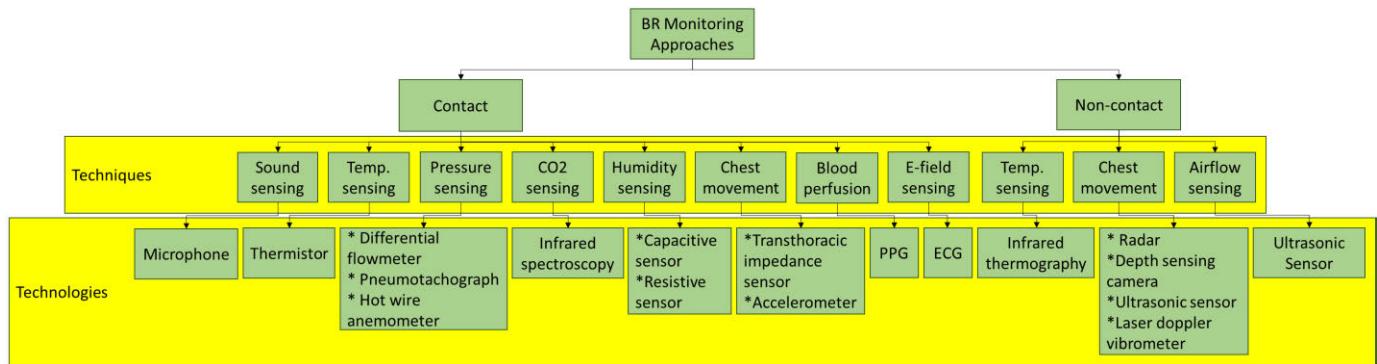 BR Monitoring
Approaches
Contact
Non-contact
Techniques
Sound
sensing
Temp.
sensing
Pressure
sensing
CO2
sensing
Humidity
sensing
Chest
movement
Blood
perfusion
E-field
sensing
Temp.
sensing
Chest
movement
Airflow
sensing
Technologies
Microphone
Thermistor
* Differential
flowmeter
* Pneumotachograph
* Hot wire
anemometer
Infrared
spectroscopy
*Capacitive
sensor
*Resistive
sensor
*Transthoracic
impedance
sensor
*Accelerometer
PPG
ECG
Infrared
thermography
* Radar
*Depth sensing
camera
*Ultrasonic sensor
*Laser doppler
vibrometer
Ultrasonic
Sensor